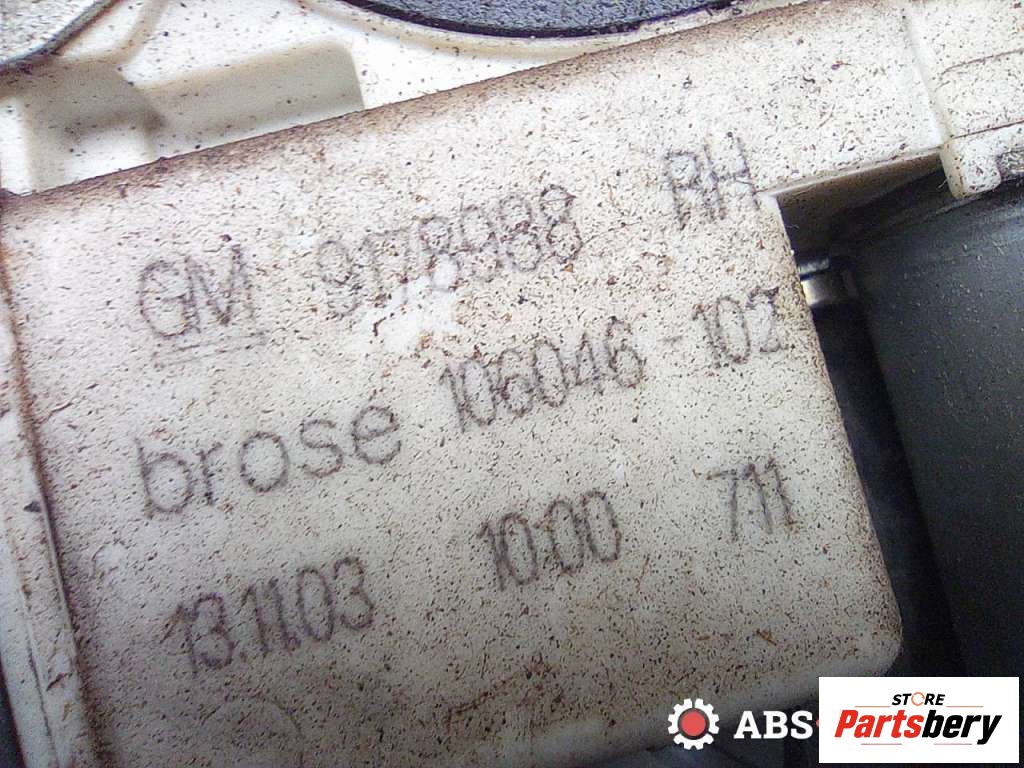 GM 9178988 RH
brose 106046-102
13.11.03 10:00 711
ABS-
STORE
Partsbery